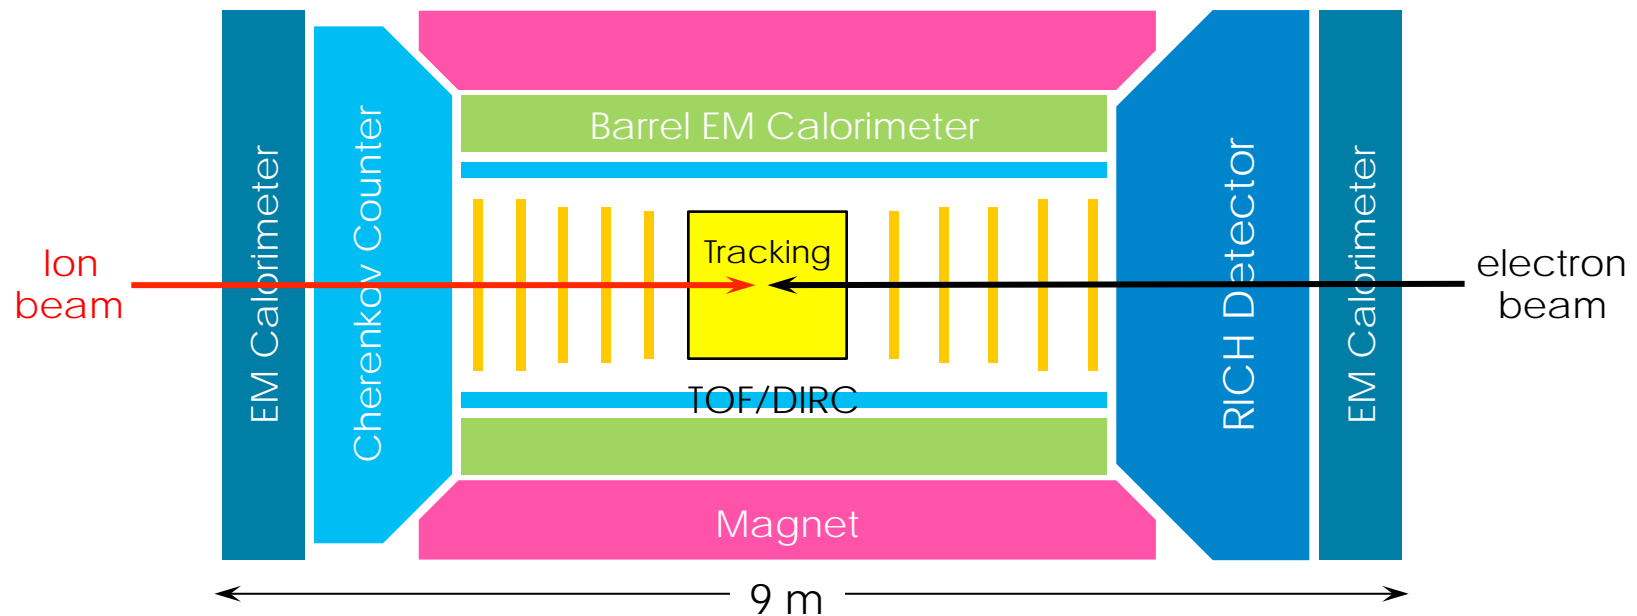 Barrel EM Calorimeter
EM Calorimeter
Cherenkov Counter
Tracking
RICH Detector
EM Calorimeter
Ion
beam
electron
beam
TOF/DIRC
Magnet
9 m